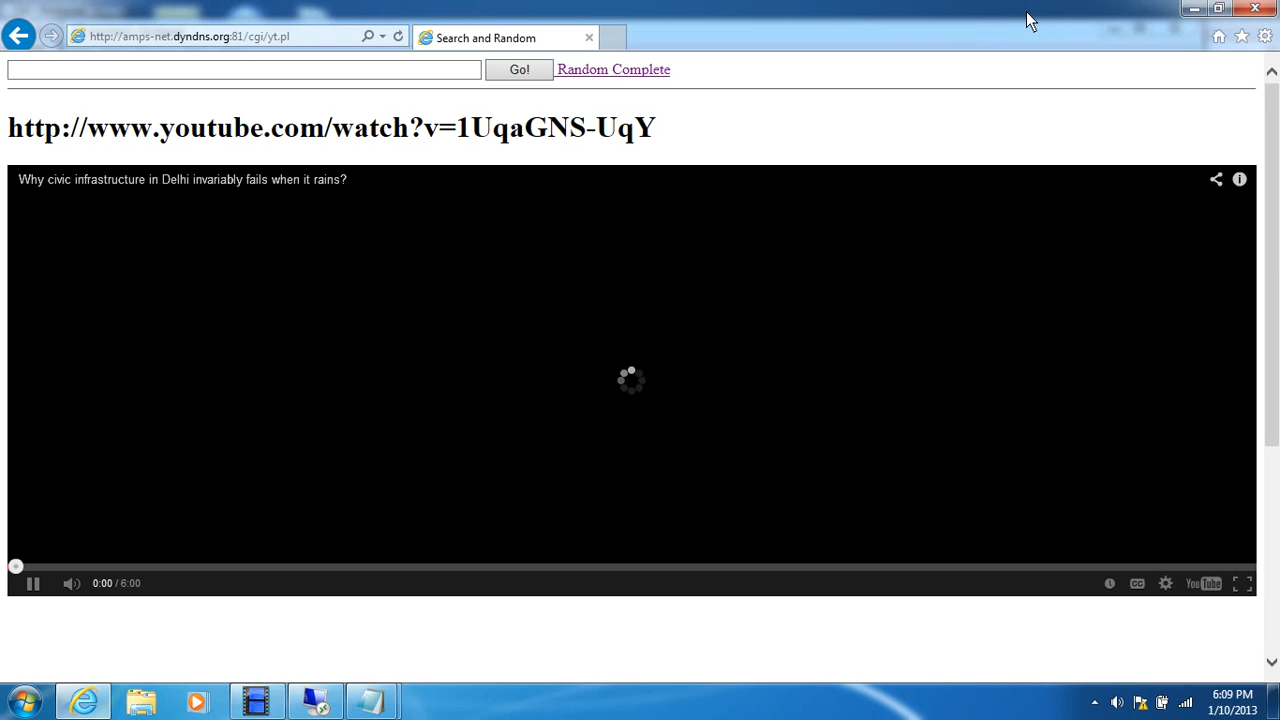 http://amps-net.dyndns.org:81/cgi/yt.pl
Search and Random
Go! Random Complete
http://www.youtube.com/watch?v=1UqaGNS-UqY
Why civic infrastructure in Delhi invariably fails when it rains?
0:00 / 6:00
CC
YouTube
6:09 PM
1/10/2013